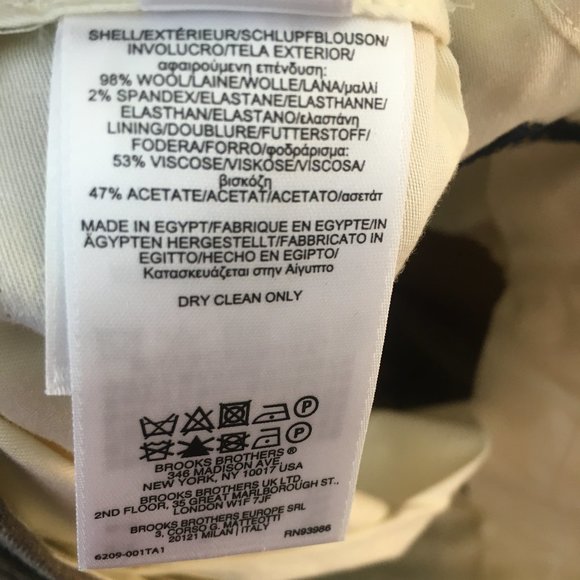 SHELL/EXTÉRIEUR/SCHLUPFBLOUSON/
INVOLUCRO/TELA EXTERIOR/
αφαιρούμενη επένδυση:
98% WOOL/LAINE/WOLLE/LANA/μαλλί
2% SPANDEX/ELASTANE/ELASTHANNE/
ELASTHAN/ELASTANO/ελαστάνη
LINING/DOUBLURE/FUTTERSTOFF/
FODERA/FORRO/φοδράρισμα:
53% VISCOSE/VISKOSE/VISCOSA/
βισκόζη
47% ACETATE/ACETAT/ACETATO/ασετάτ
MADE IN EGYPT/FABRIQUE EN EGYPTE/IN
ÄGYPTEN HERGESTELLT/FABBRICATO IN
EGITTO/HECHO EN EGIPTO/
Κατασκευάζεται στην Αίγυπτο
DRY CLEAN ONLY
P
P
BROOKS BROTHERS®
346 MADISON AVE
NEW YORK, NY 10017 USA
BROOKS BROTHERS UK LTD.
2ND FLOOR, 35 GREAT MARLBOROUGH ST.,
LONDON W1F 7JF
BROOKS BROTHERS EUROPE SRL
3, CORSO G. MATTEOTTI
20121 MILAN | ITALY RN93986
6209-001TA1